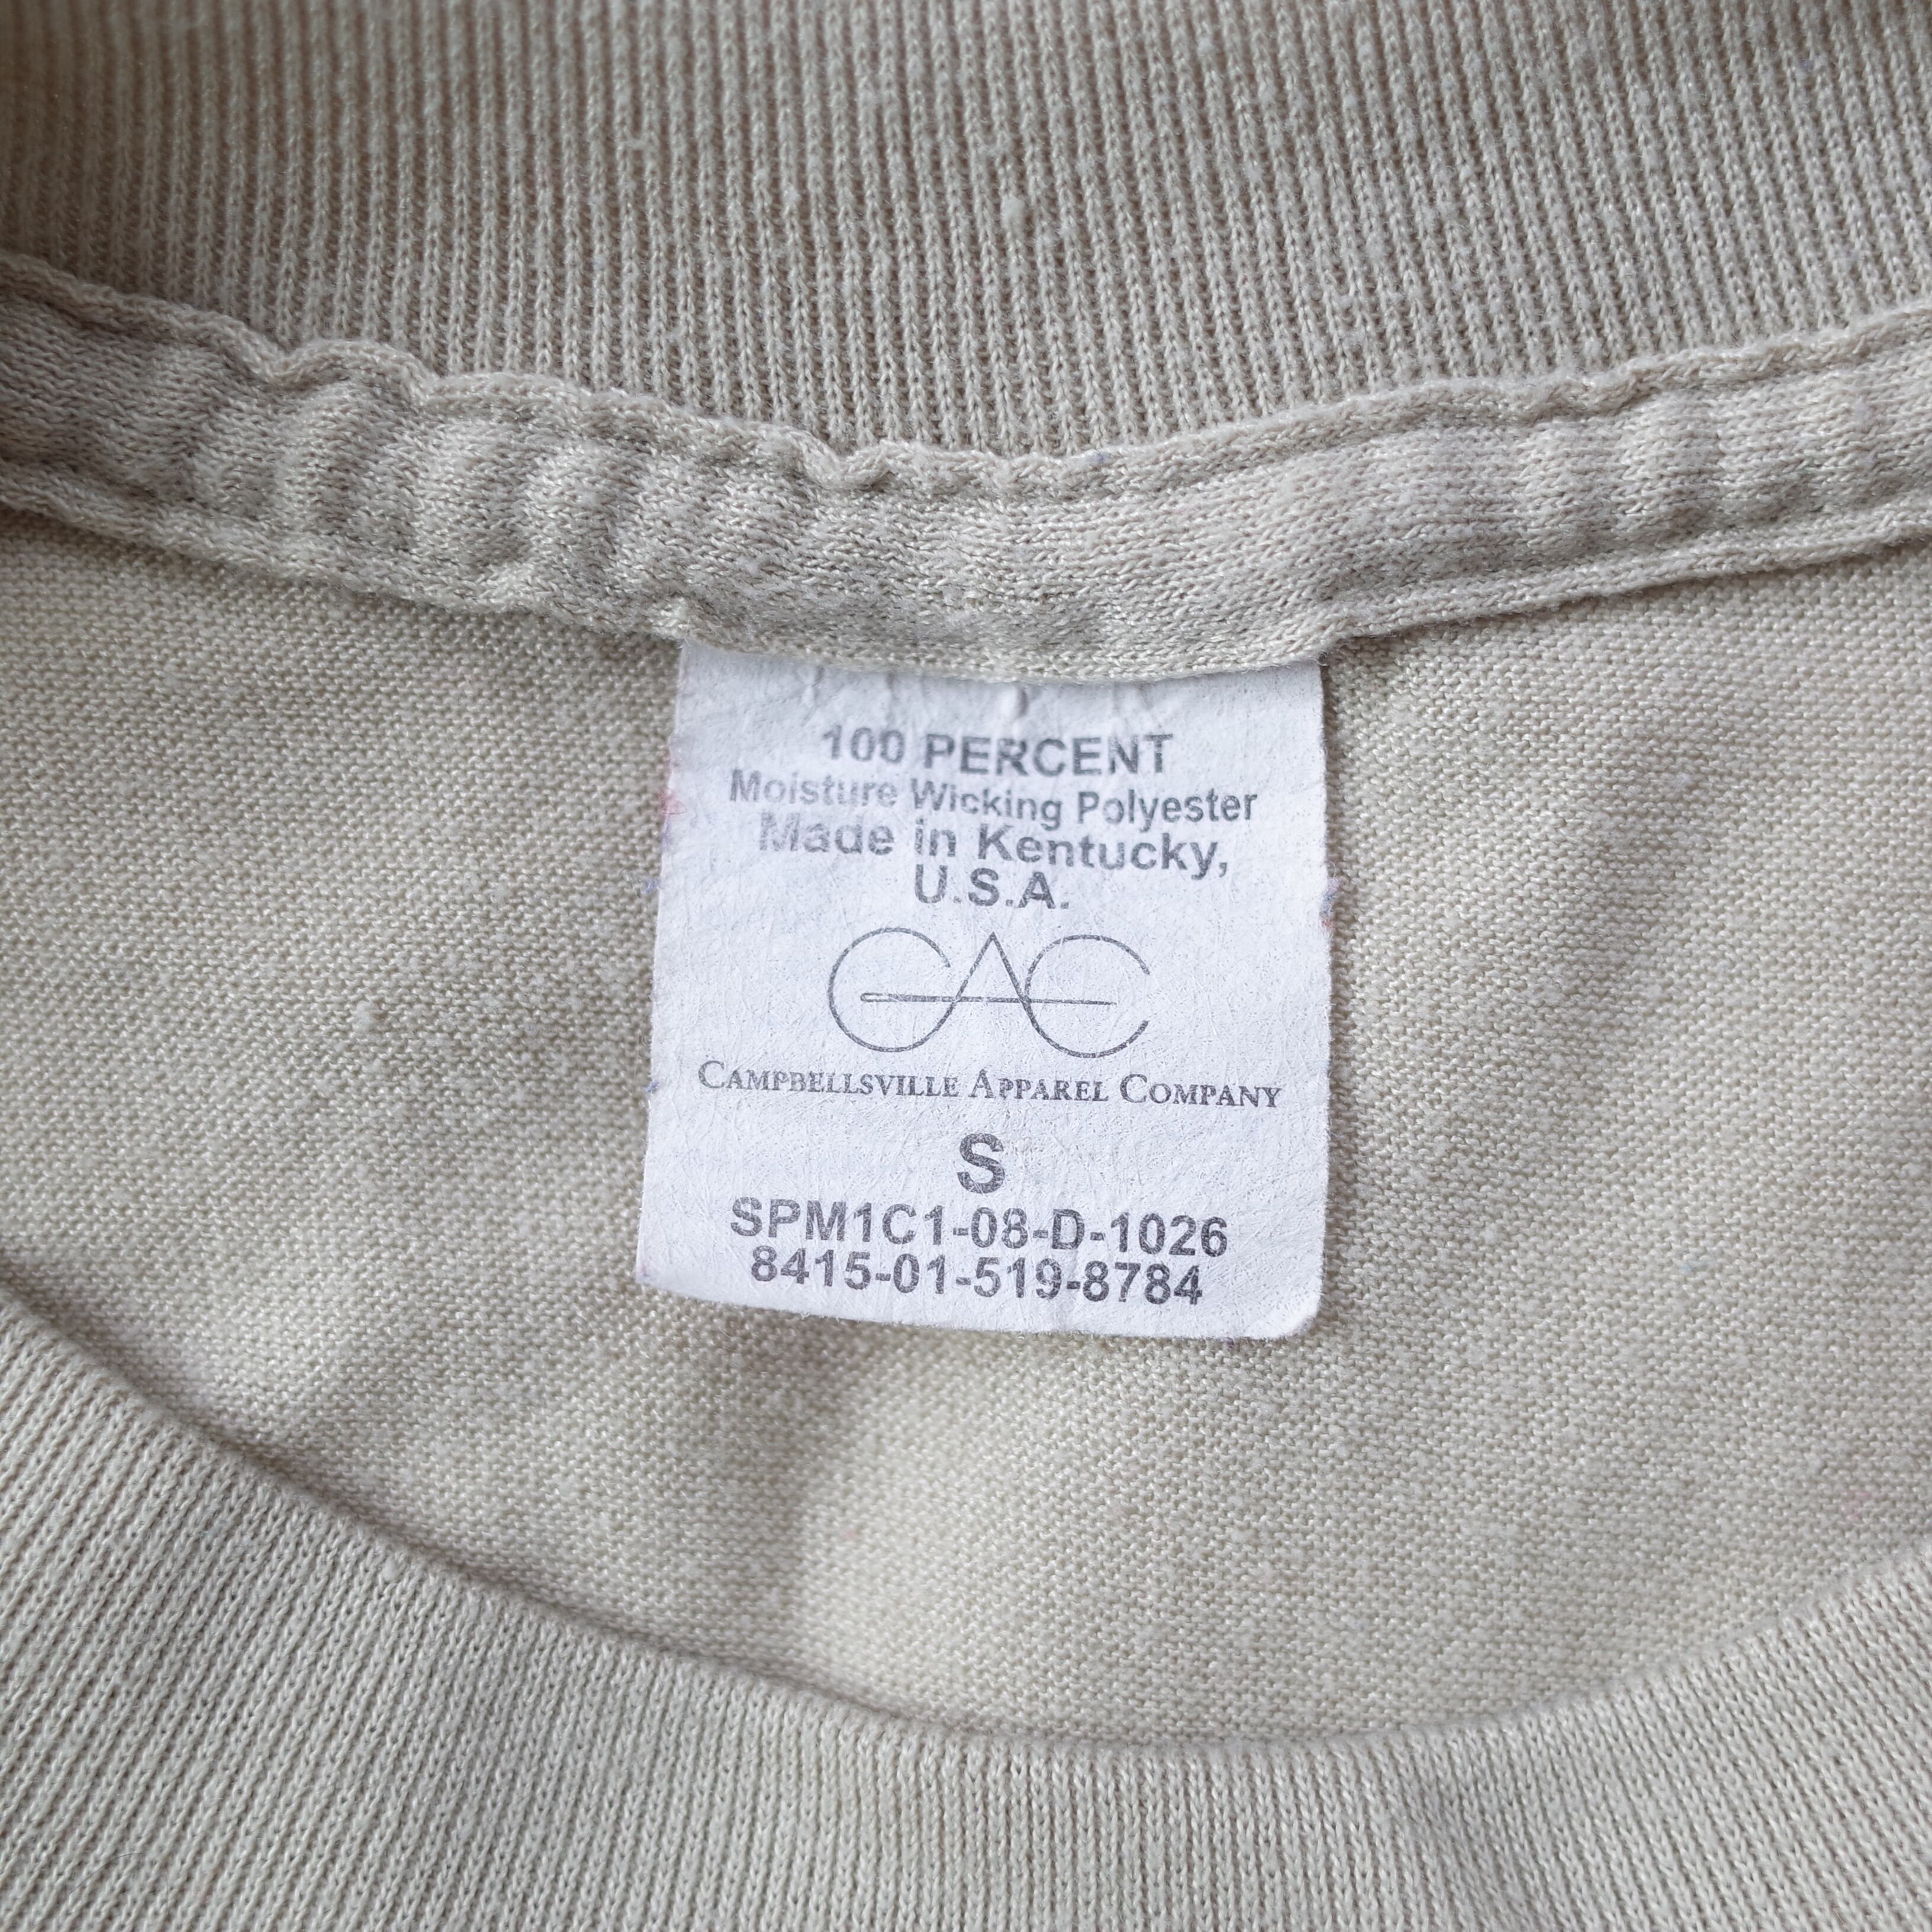 100 PERCENT
Moisture Wicking Polyester
Made in Kentucky,
U.S.A.
CAC
CAMPBELLSVILLE APPAREL COMPANY
S
SPM1C1-08-D-1026
8415-01-519-8784